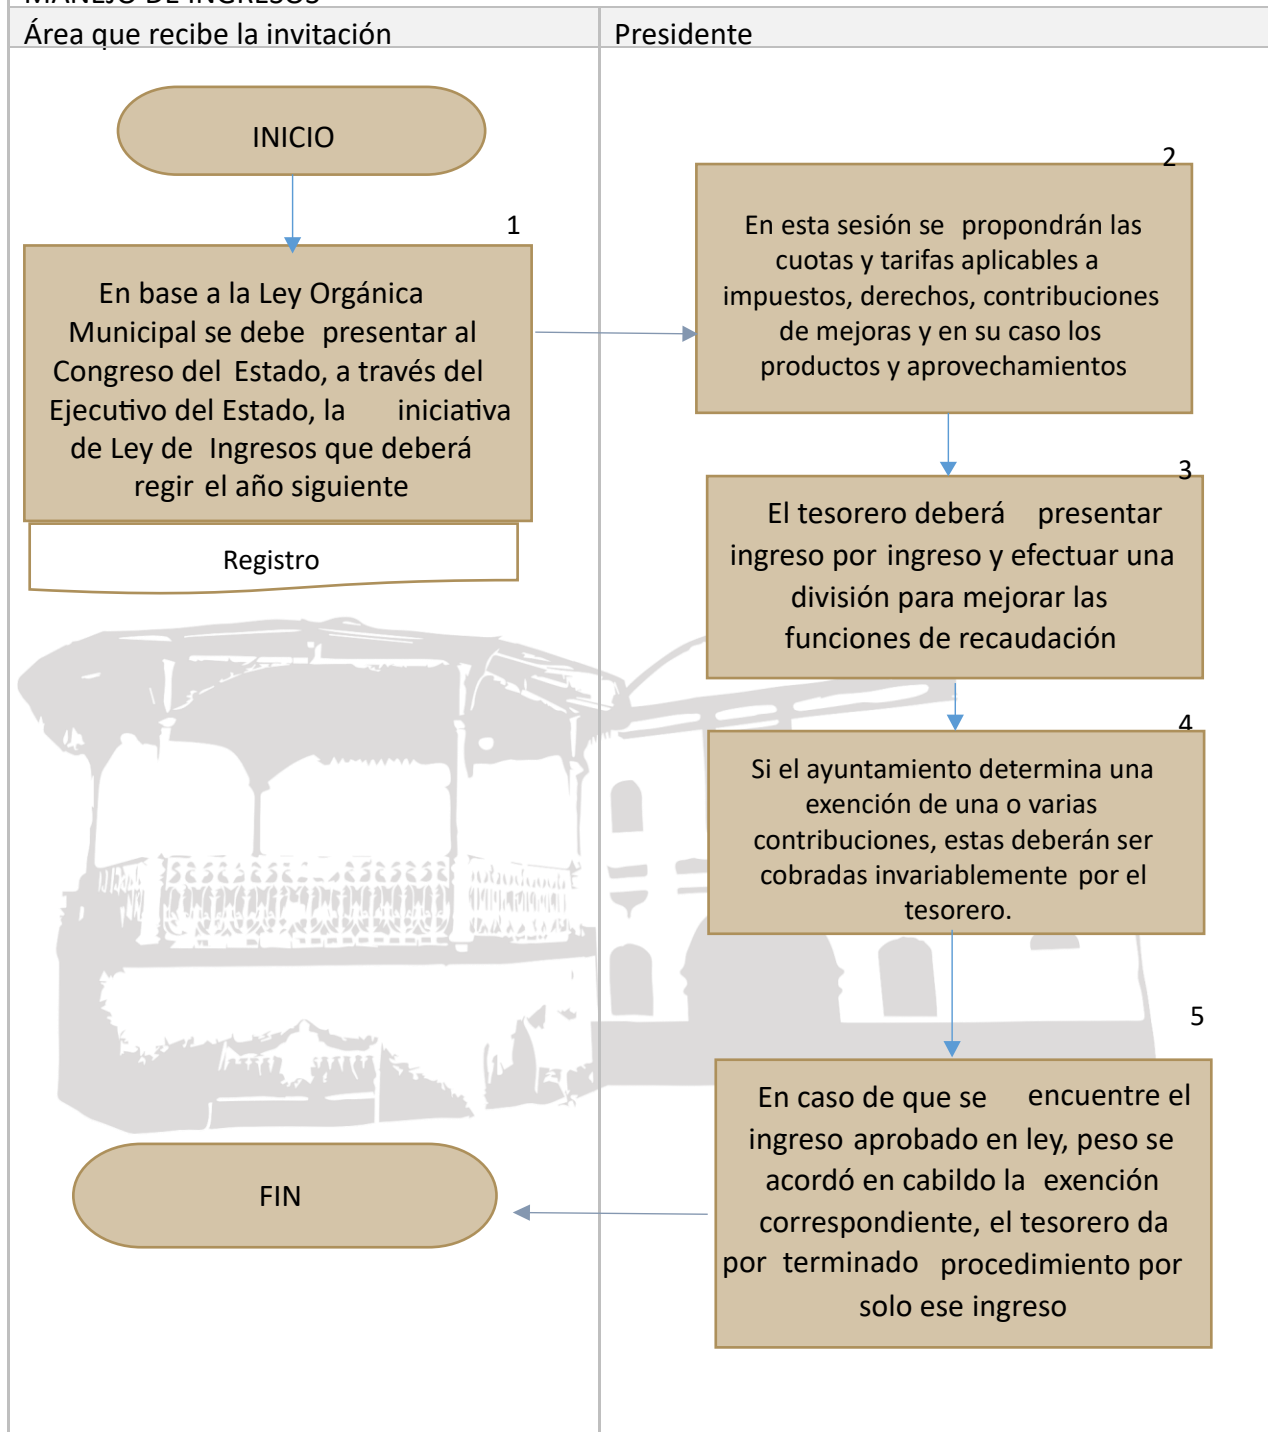 MANEJO DE INGRESOS
Área que recibe la invitación
Presidente
INICIO
1
En base a la Ley Orgánica
Municipal se debe presentar al
Congreso del Estado, a través del
Ejecutivo del Estado, la iniciativa
de Ley de Ingresos que deberá
regir el año siguiente
Registro
2
En esta sesión se propondrán las
cuotas y tarifas aplicables a
impuestos, derechos, contribuciones
de mejoras y en su caso los
productos y aprovechamientos
3
El tesorero deberá presentar
ingreso por ingreso y efectuar una
división para mejorar las
funciones de recaudación
4
Si el ayuntamiento determina una
exención de una o varias
contribuciones, estas deberán ser
cobradas invariablemente por el
tesorero.
5
En caso de que se encuentre el
ingreso aprobado en ley, peso se
acordó en cabildo la exención
correspondiente, el tesorero da
por terminado procedimiento por
solo ese ingreso
FIN